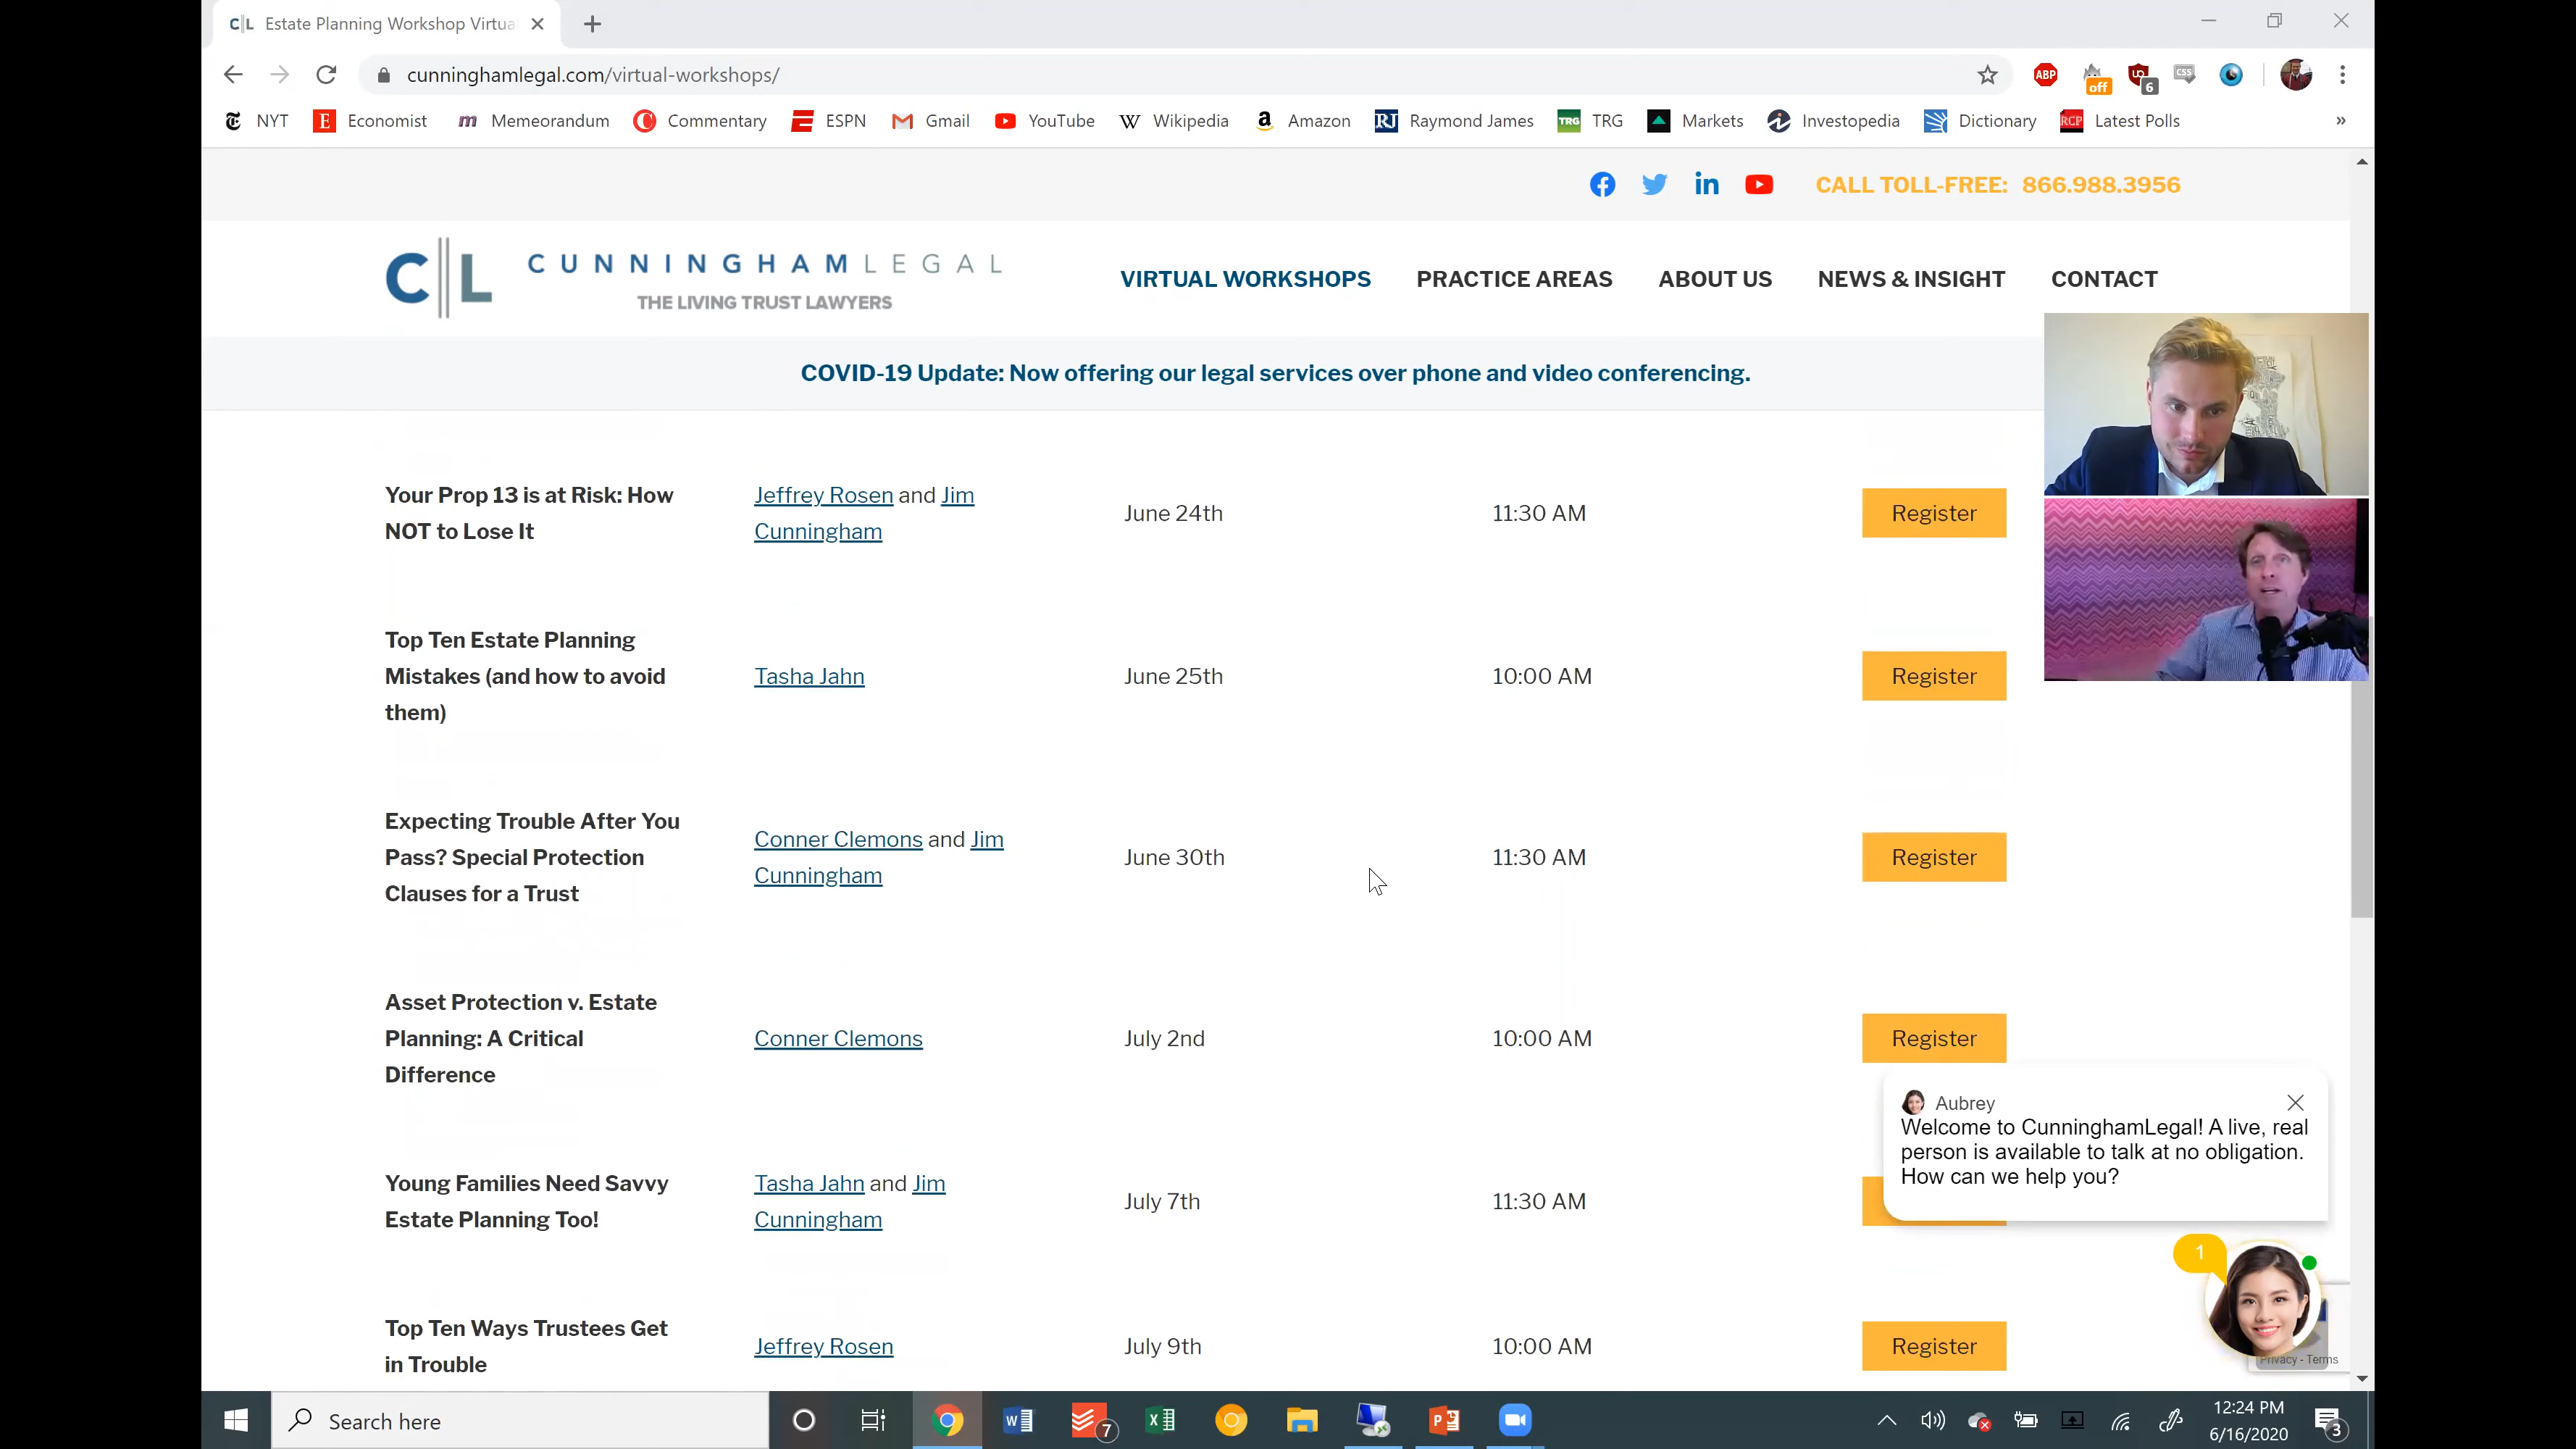 C||L Estate Planning Workshop Virtua
cunninghamlegal.com/virtual-workshops/
ABP off 6 CSS
NYT Economist Memeorandum Commentary ESPN Gmail YouTube Wikipedia Amazon Raymond James TRG Markets Investopedia Dictionary Latest Polls »
CALL TOLL-FREE: 866.988.3956
C||L CUNNINGHAMLEGAL
THE LIVING TRUST LAWYERS
VIRTUAL WORKSHOPS PRACTICE AREAS ABOUT US NEWS & INSIGHT CONTACT
COVID-19 Update: Now offering our legal services over phone and video conferencing.
Your Prop 13 is at Risk: How
NOT to Lose It
Jeffrey Rosen and Jim
Cunningham
June 24th
11:30 AM
Register
Top Ten Estate Planning
Mistakes (and how to avoid
them)
Tasha Jahn
June 25th
10:00 AM
Register
Expecting Trouble After You
Pass? Special Protection
Clauses for a Trust
Conner Clemons and Jim
Cunningham
June 30th
11:30 AM
Register
Asset Protection v. Estate
Planning: A Critical
Difference
Conner Clemons
July 2nd
10:00 AM
Register
Young Families Need Savvy
Estate Planning Too!
Tasha Jahn and Jim
Cunningham
July 7th
11:30 AM
Top Ten Ways Trustees Get
in Trouble
Jeffrey Rosen
July 9th
10:00 AM
Register
Aubrey
Welcome to CunninghamLegal! A live, real
person is available to talk at no obligation.
How can we help you?
1
Privacy - Terms
Search here
7
12:24 PM
6/16/2020
3